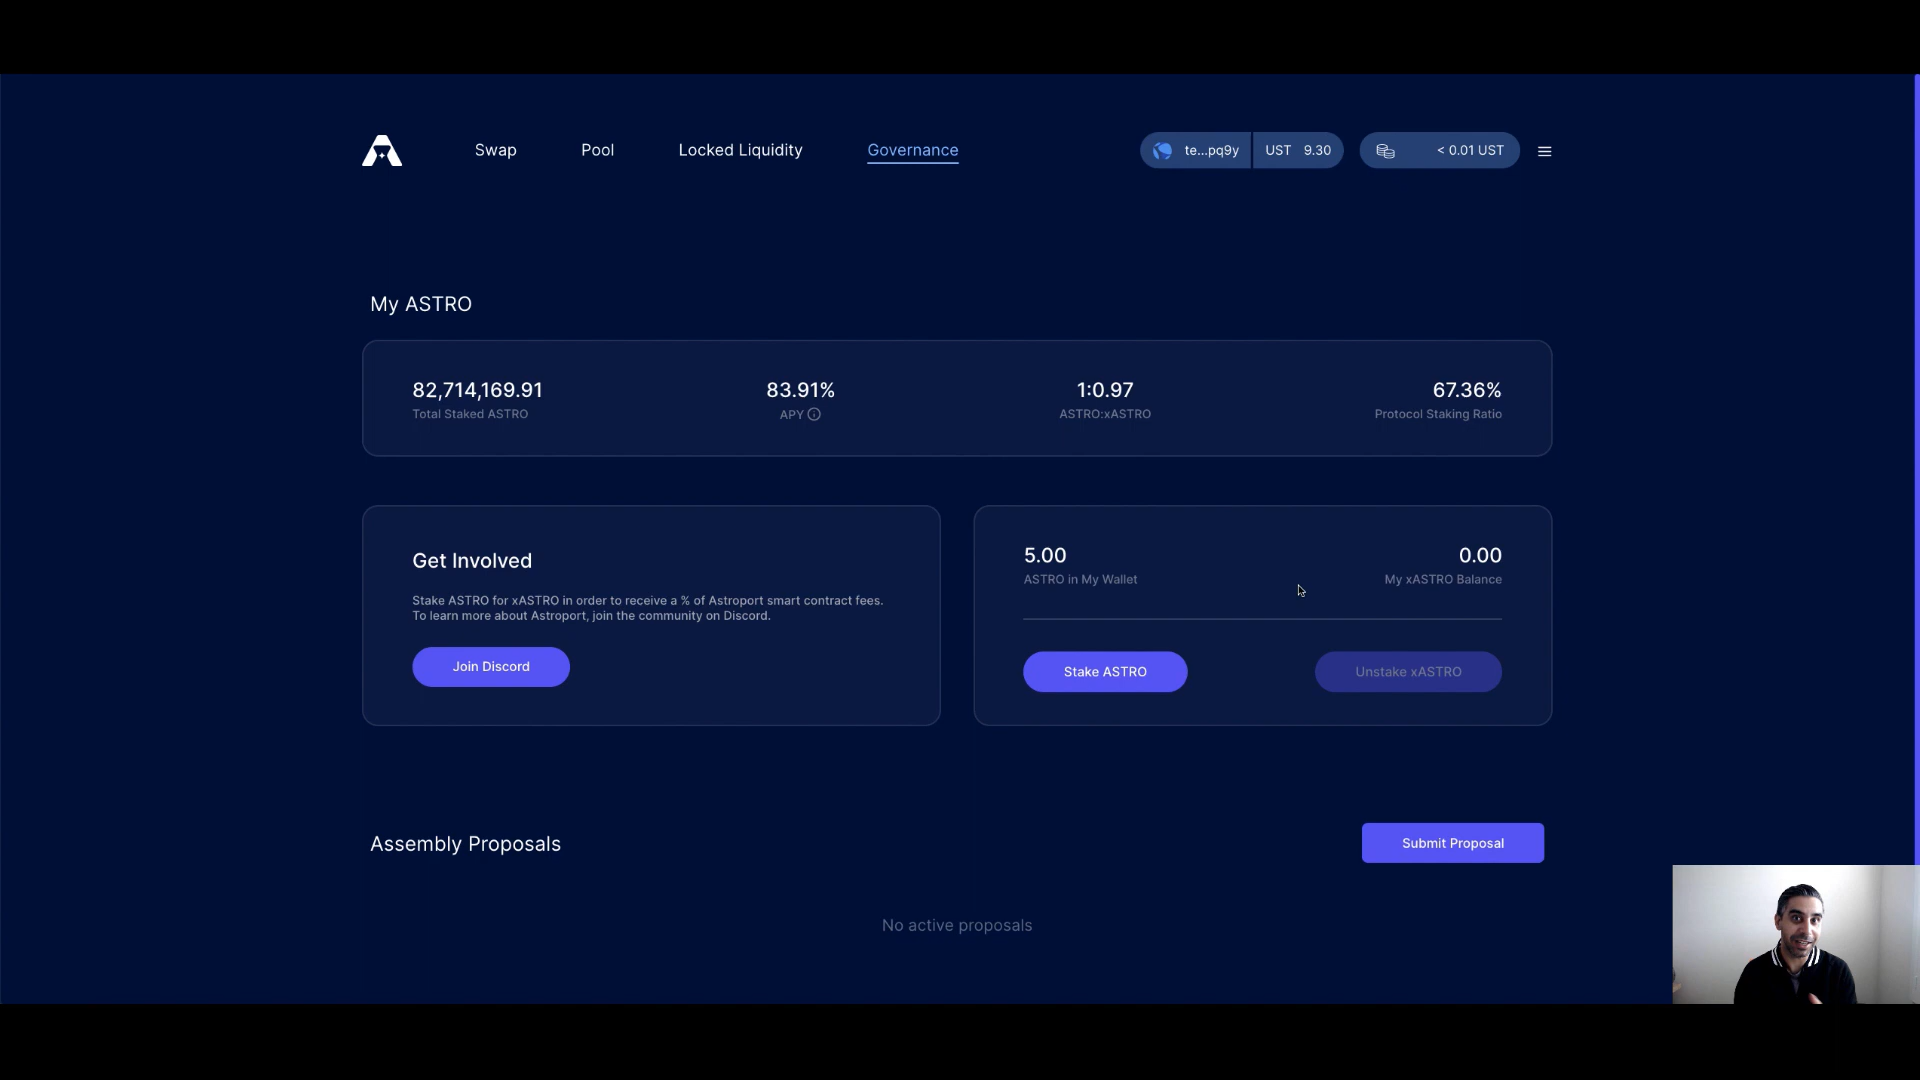 Swap Pool Locked Liquidity Governance te...pq9y UST 9.30 < 0.01 UST
My ASTRO
82,714,169.91 83.91% 1:0.97 67.36%
Total Staked ASTRO APY ASTRO:xASTRO Protocol Staking Ratio
Get Involved
Stake ASTRO for xASTRO in order to receive a % of Astroport smart contract fees.
To learn more about Astroport, join the community on Discord.
Join Discord
5.00 0.00
ASTRO in My Wallet My xASTRO Balance
Stake ASTRO Unstake xASTRO
Assembly Proposals Submit Proposal
No active proposals